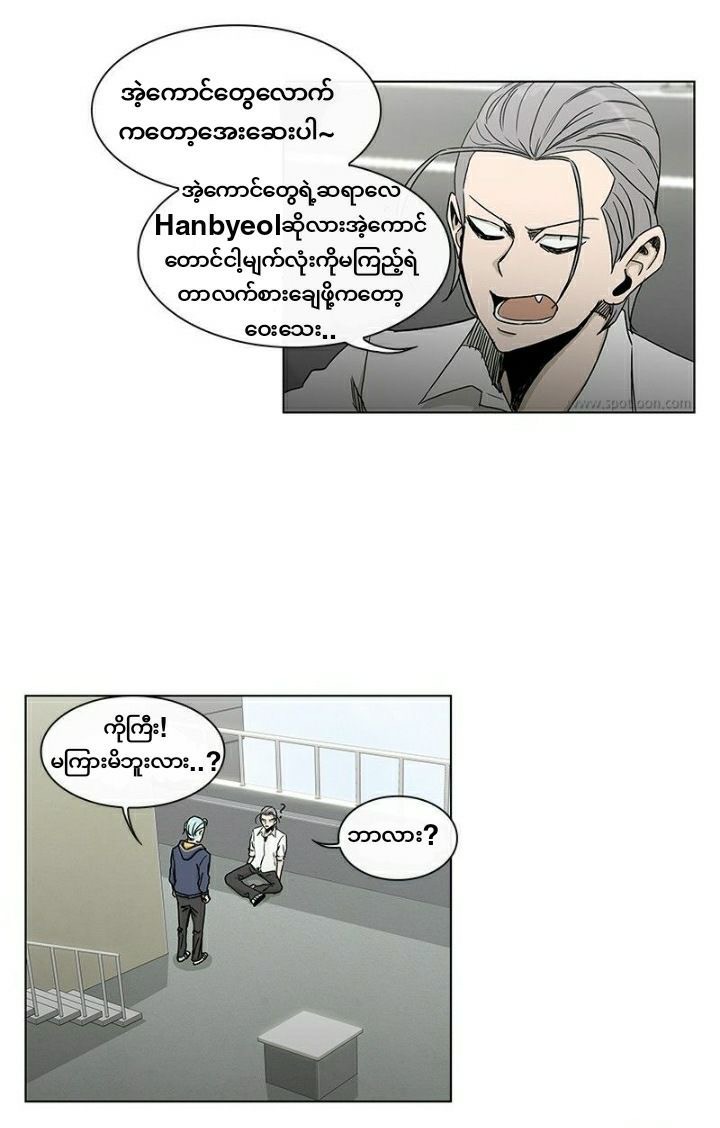 အဲ့ကောင်တွေလောက်
ကတော့အေးဆေးပါ~
အဲ့ကောင်တွေရဲ့ဆရာလေ
Hanbyeolဆိုလားအဲ့ကောင်
တောင်ငါ့မျက်လုံးကိုမကြည့်ရဲ
တာလက်စားချေဖို့ကတော့
ဝေးသေး..
www.spottoon.com
ကိုကြီး!
မကြားမိဘူးလား..?
?
ဘာလား?